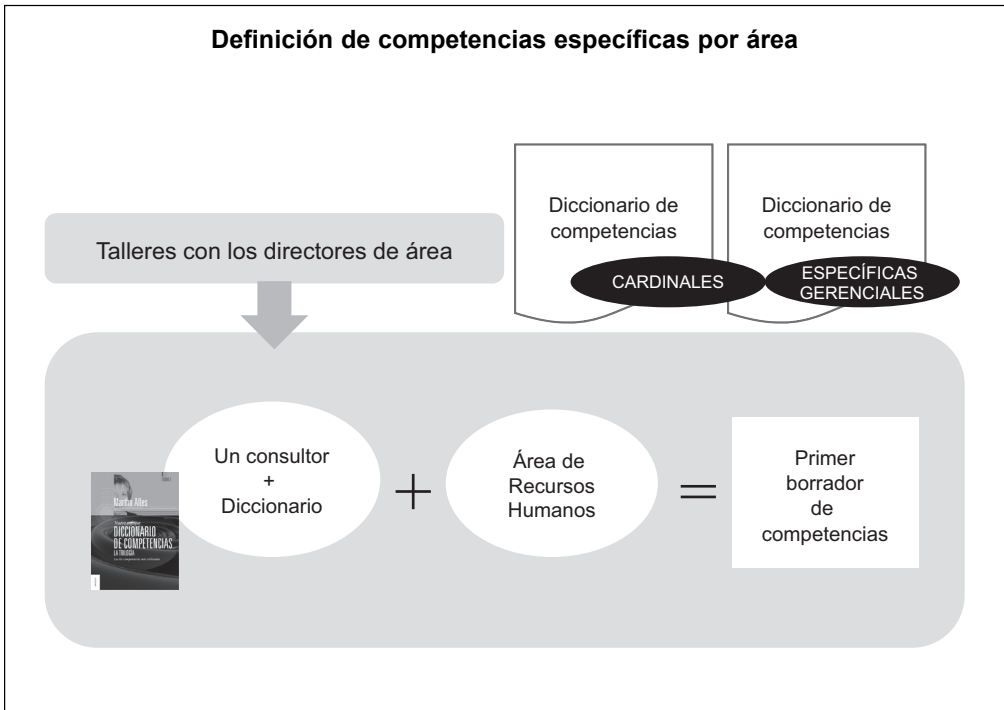 Definición de competencias específicas por área
Diccionario de
competencias
CARDINALES
Diccionario de
competencias
ESPECÍFICAS
GERENCIALES
Talleres con los directores de área
Un consultor
+
Diccionario
Martha Alles
DICCIONARIO
DE COMPETENCIAS
LA TRILOGÍA
+
Área de
Recursos
Humanos
=
Primer
borrador
de
competencias